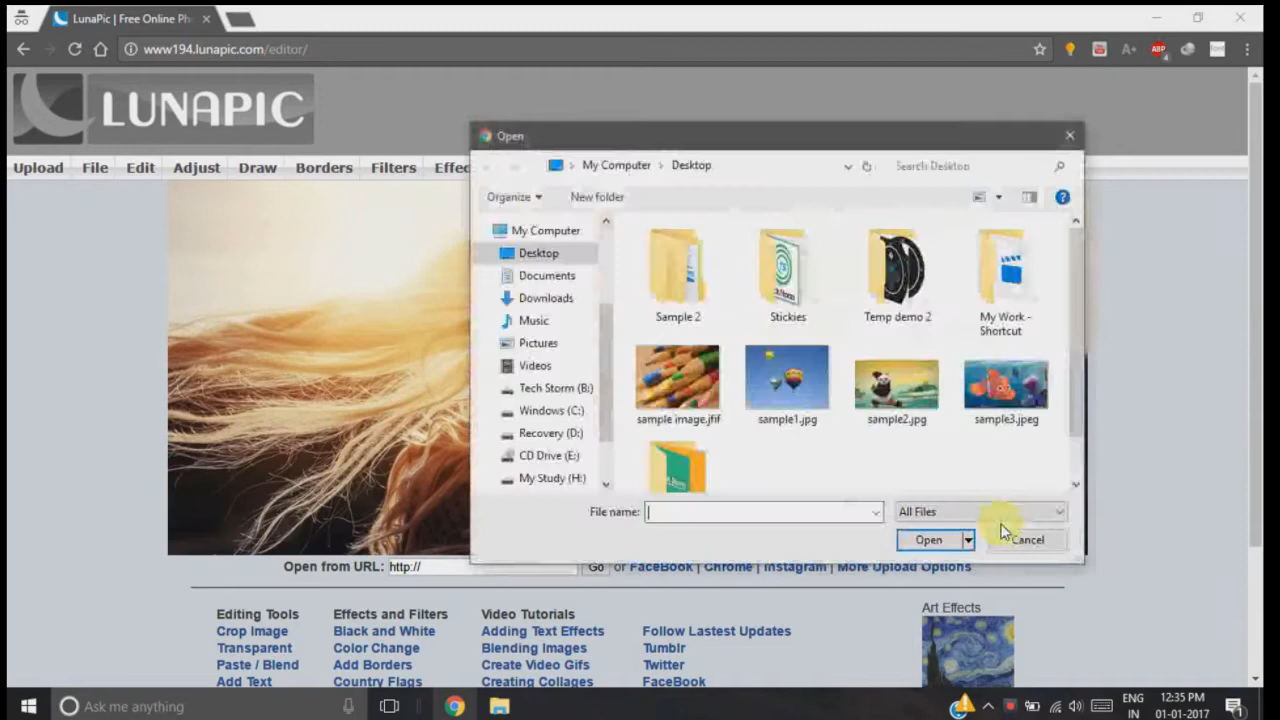 LunaPic | Free Online Ph
www194.lunapic.com/editor/
A+
ABP
4
LUNAPIC
Upload File Edit Adjust Draw Borders Filters Effec
Open
My Computer > Desktop
Search Desktop
Organize
New folder
My Computer
Desktop
Documents
Downloads
Music
Pictures
Videos
Tech Storm (B:)
Windows (C:)
Recovery (D:)
CD Drive (E:)
My Study (H:)
Sample 2
Stickies
Temp demo 2
My Work -
Shortcut
sample image.jfif
sample1.jpg
sample2.jpg
sample3.jpeg
File name:
All Files
Open
Cancel
Open from URL: http:// Go or FaceBook | Chrome | Instagram | More Upload Options
Editing Tools
Crop Image
Transparent
Paste / Blend
Add Text
Effects and Filters
Black and White
Color Change
Add Borders
Country Flags
Video Tutorials
Adding Text Effects
Blending Images
Create Video Gifs
Creating Collages
Follow Lastest Updates
Tumblr
Twitter
FaceBook
Art Effects
Ask me anything
ENG
IN
12:35 PM
01-01-2017
1